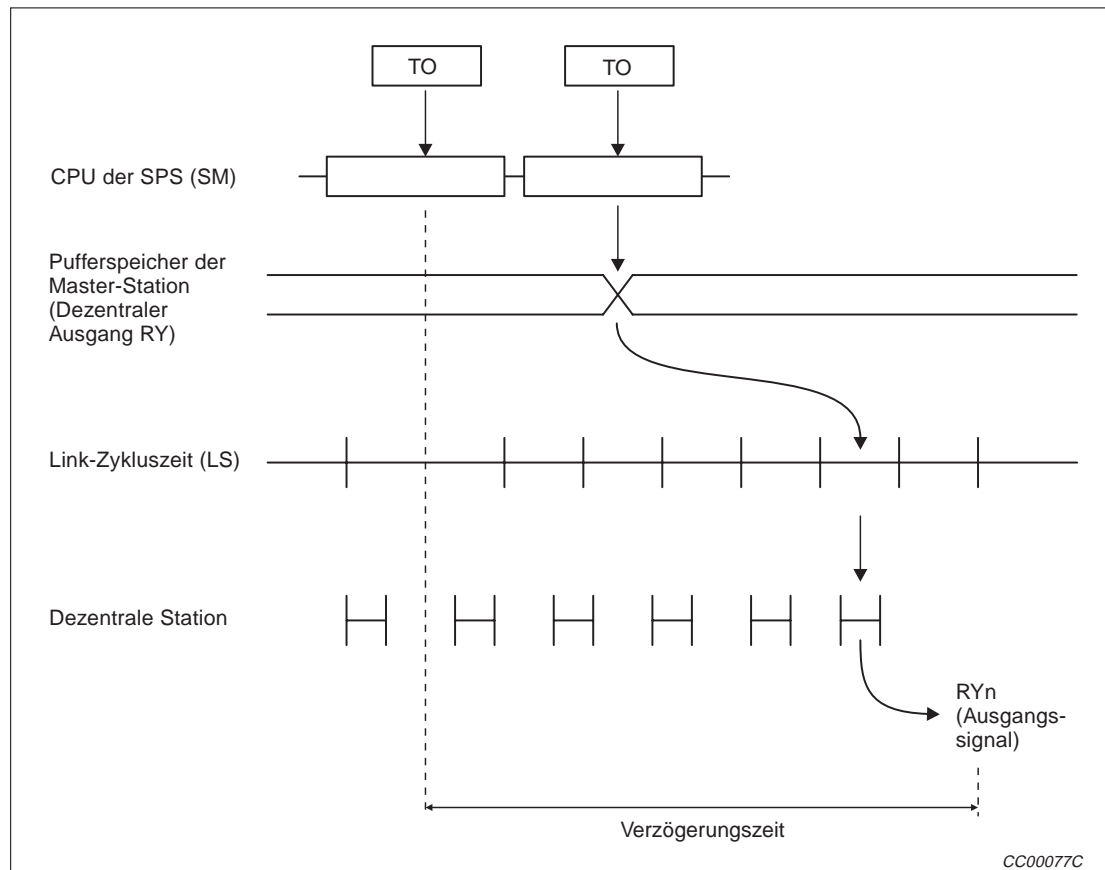 TO
TO
CPU der SPS (SM)
Pufferspeicher der
Master-Station
(Dezentraler
Ausgang RY)
Link-Zykluszeit (LS)
Dezentrale Station
RYn
(Ausgangs-
signal)
Verzögerungszeit
CC00077C